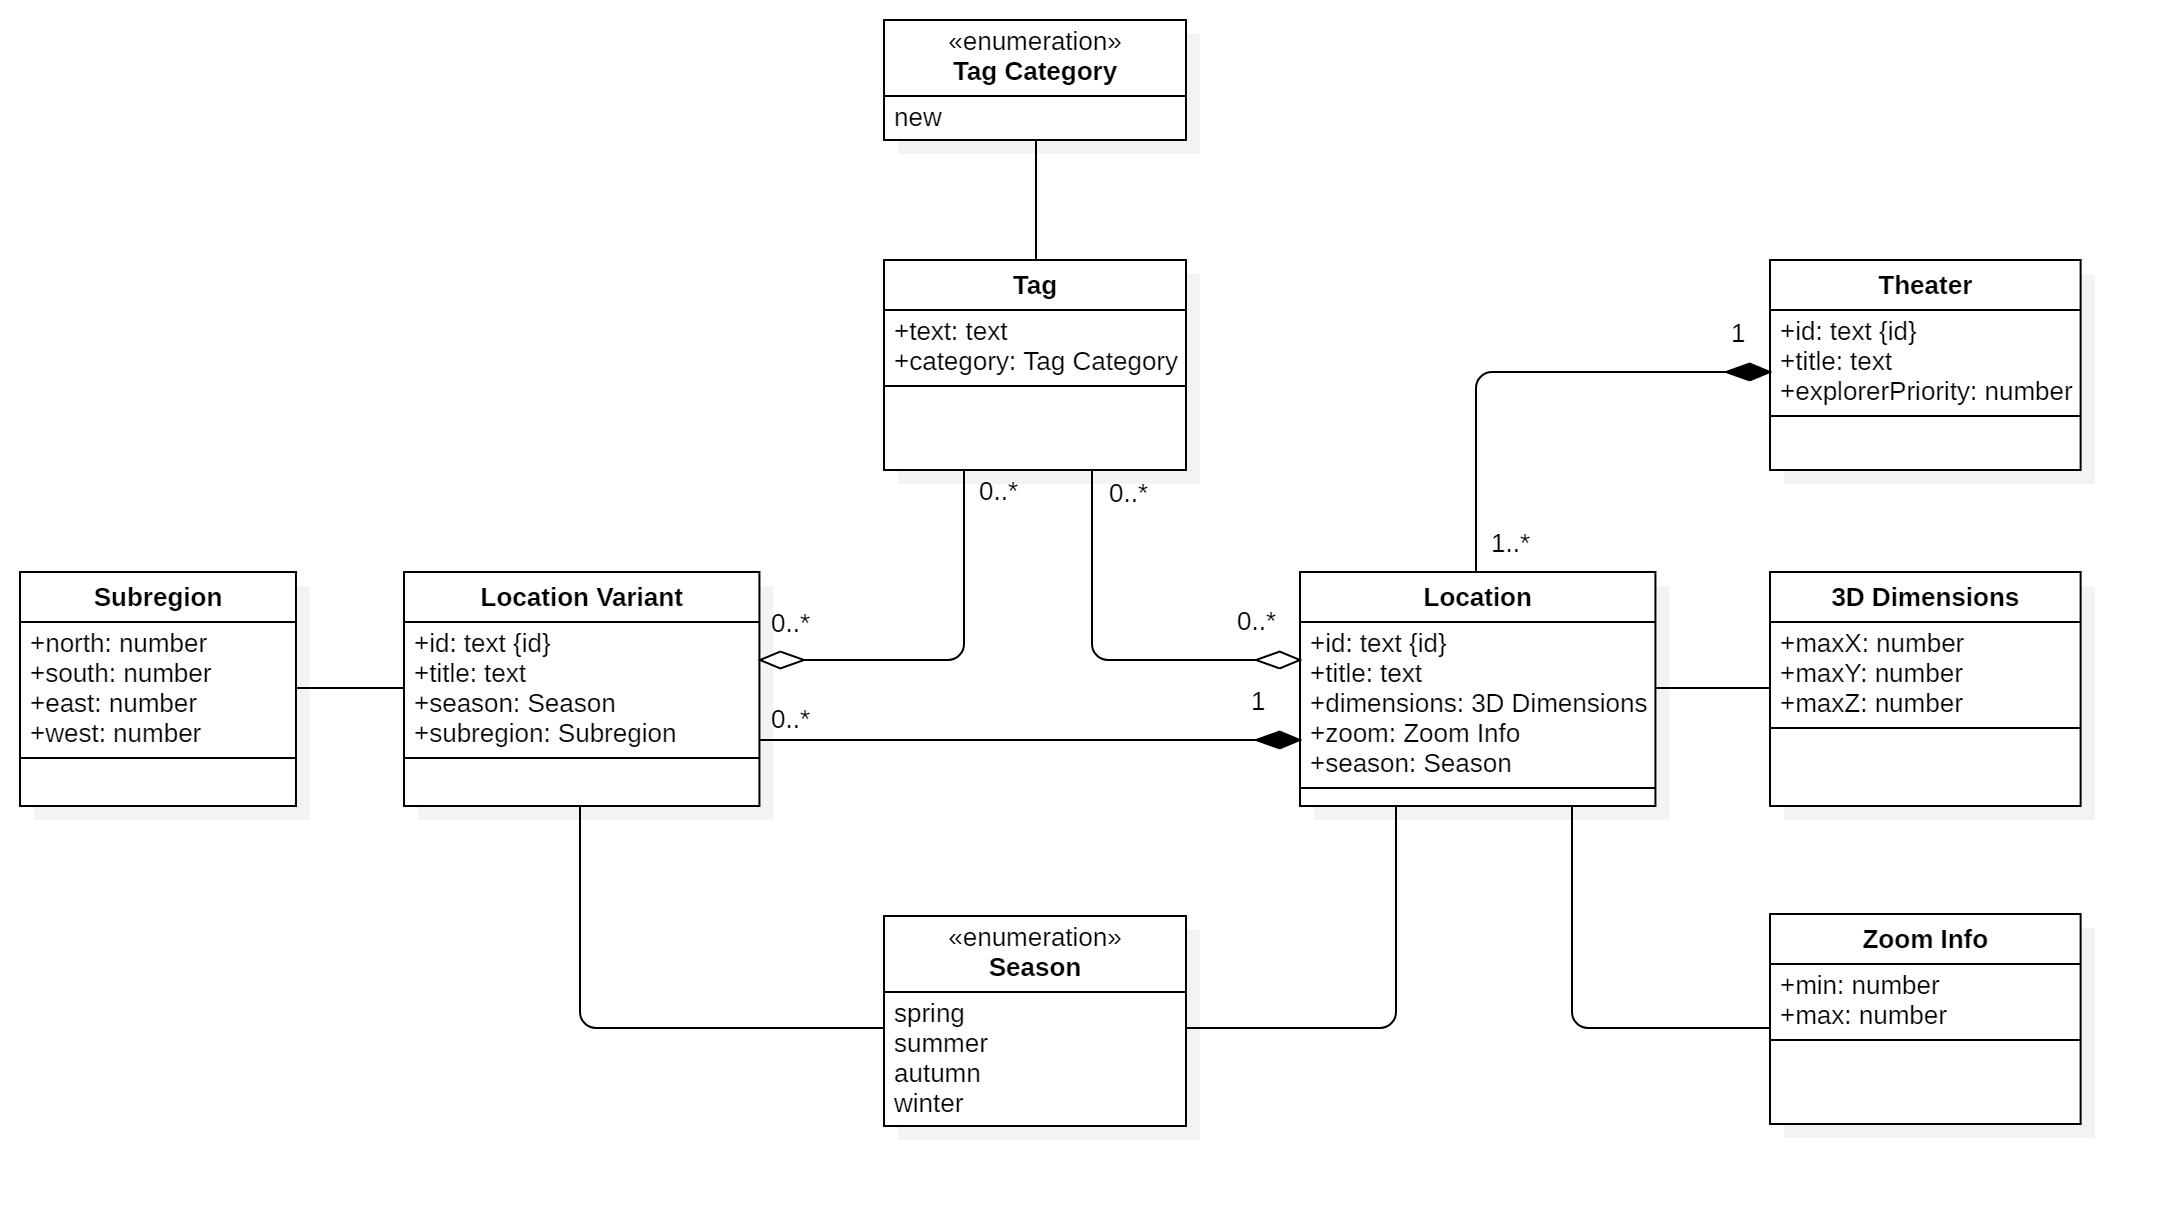 «enumeration»
Tag Category
new
Tag
+text: text
+category: Tag Category
0..*
0..*
Theater
+id: text {id}
+title: text
+explorerPriority: number
1
1..*
Subregion
+north: number
+south: number
+east: number
+west: number
Location Variant
+id: text {id}
+title: text
+season: Season
+subregion: Subregion
0..*
0..*
0..*
1
Location
+id: text {id}
+title: text
+dimensions: 3D Dimensions
+zoom: Zoom Info
+season: Season
3D Dimensions
+maxX: number
+maxY: number
+maxZ: number
«enumeration»
Season
spring
summer
autumn
winter
Zoom Info
+min: number
+max: number